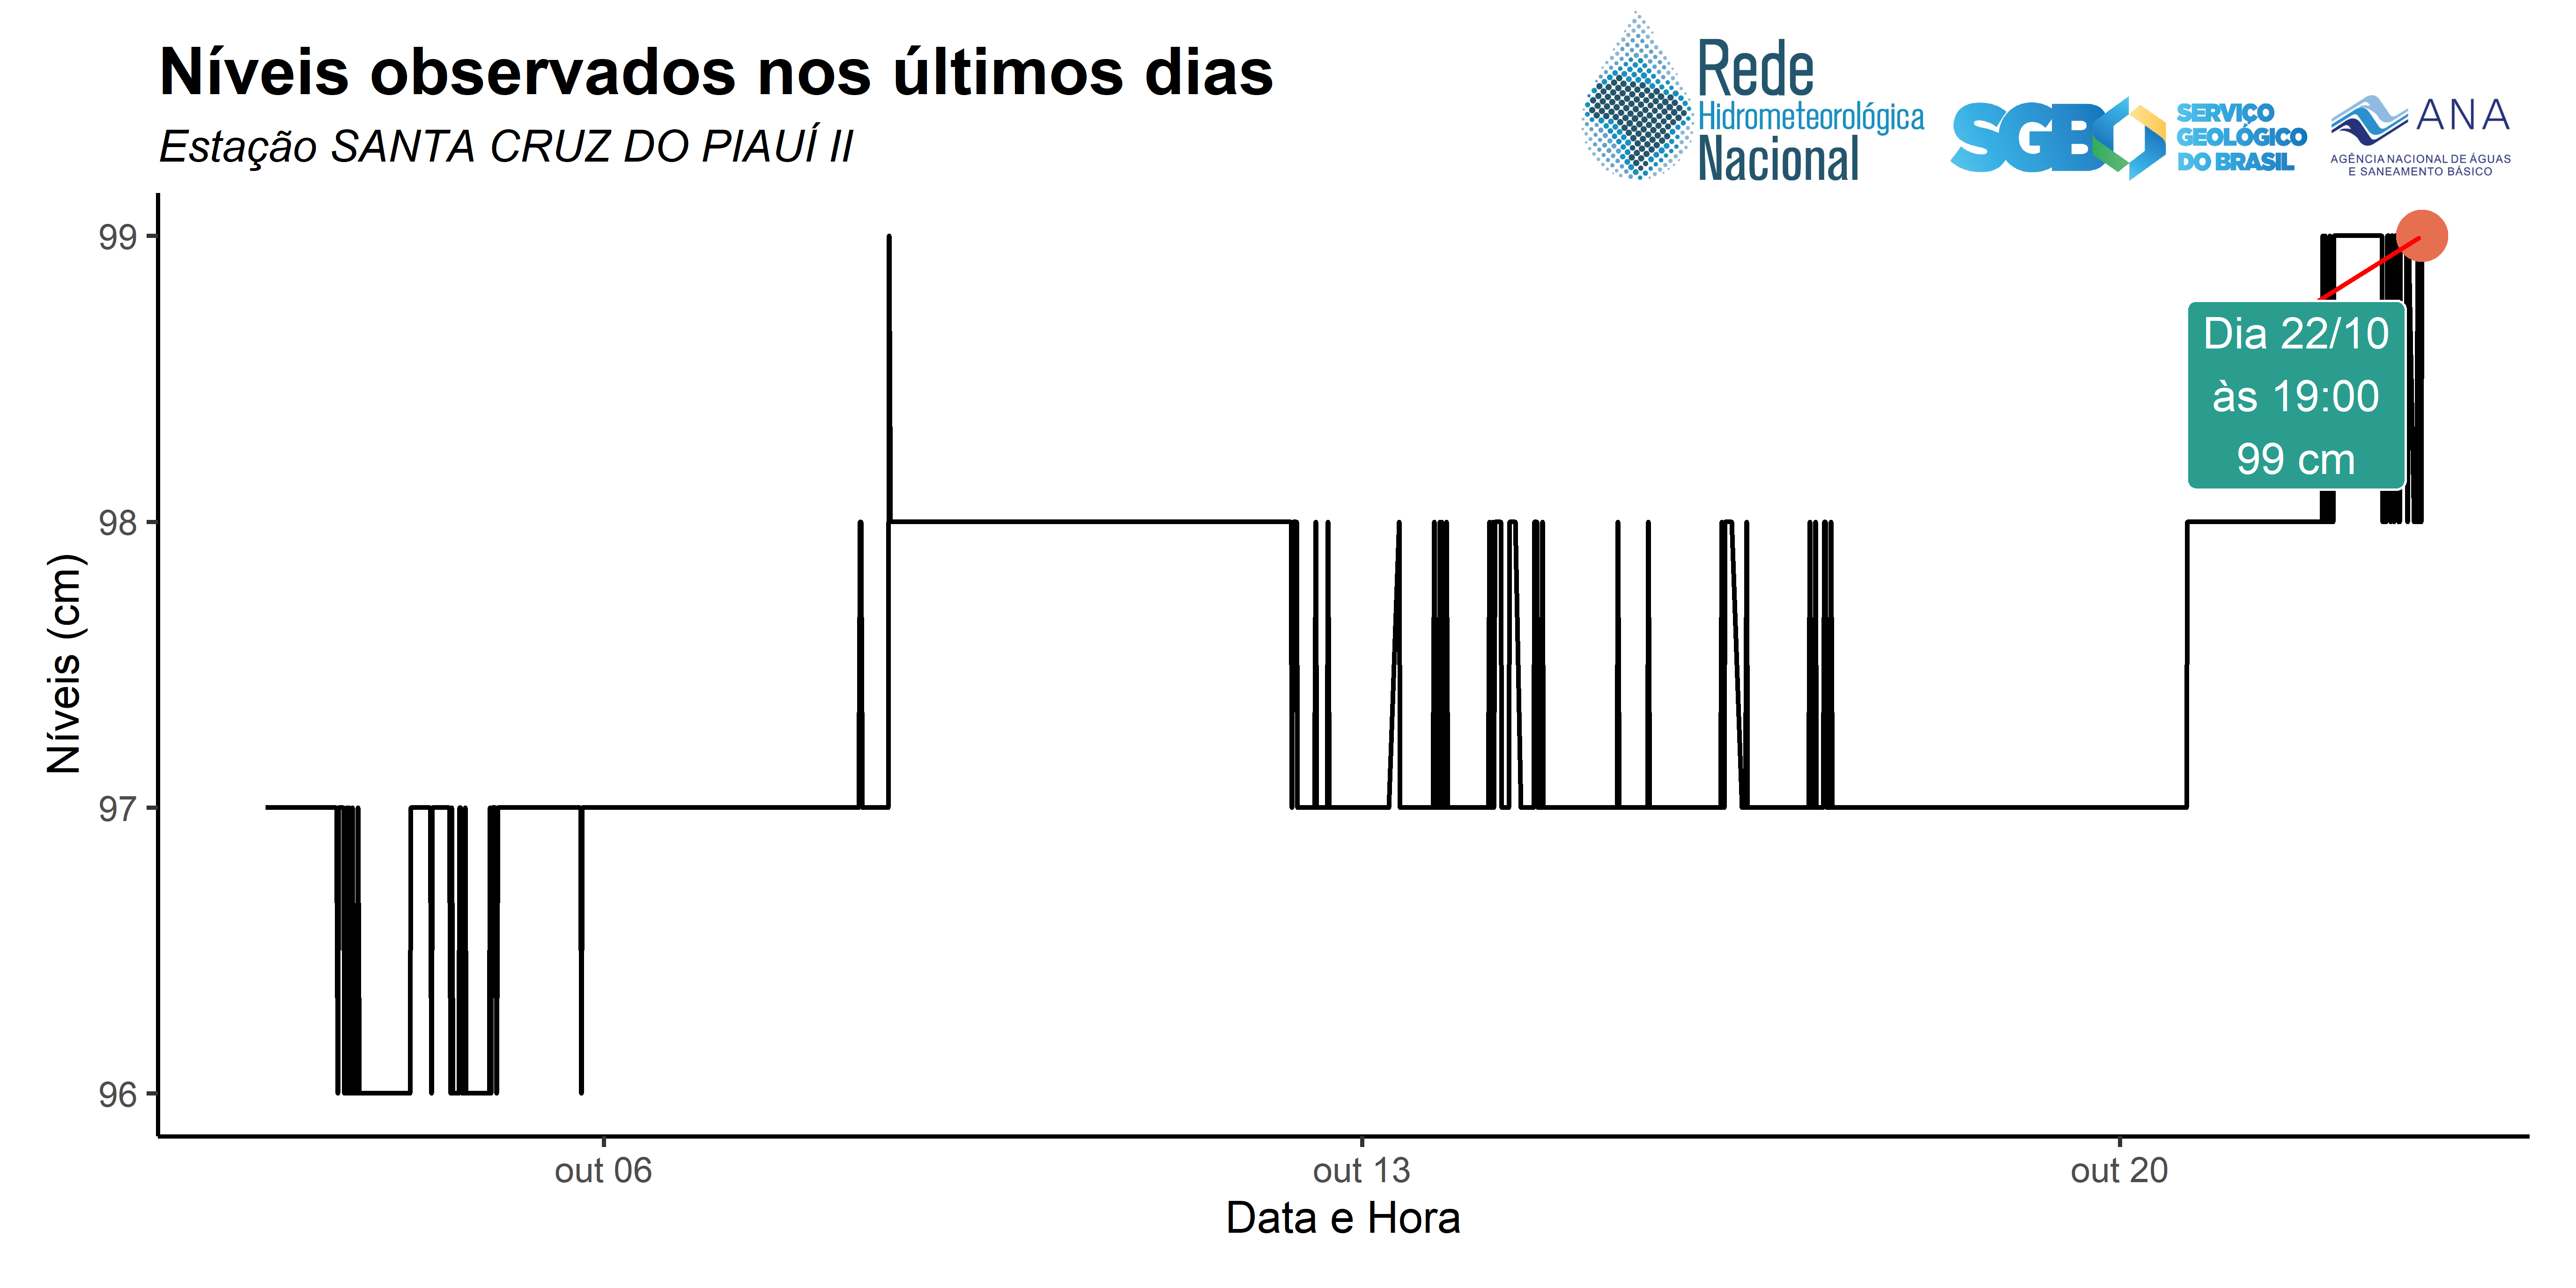 Níveis observados nos últimos dias
Estação SANTA CRUZ DO PIAUÍ II
Rede
Hidrometeorológica
Nacional
SGB
SERVIÇO
GEOLÓGICO
DO BRASIL
ANA
AGÊNCIA NACIONAL DE ÁGUAS
E SANEAMENTO BÁSICO
99
98
97
96
Níveis (cm)
Dia 22/10
às 19:00
99 cm
out 06
out 13
out 20
Data e Hora